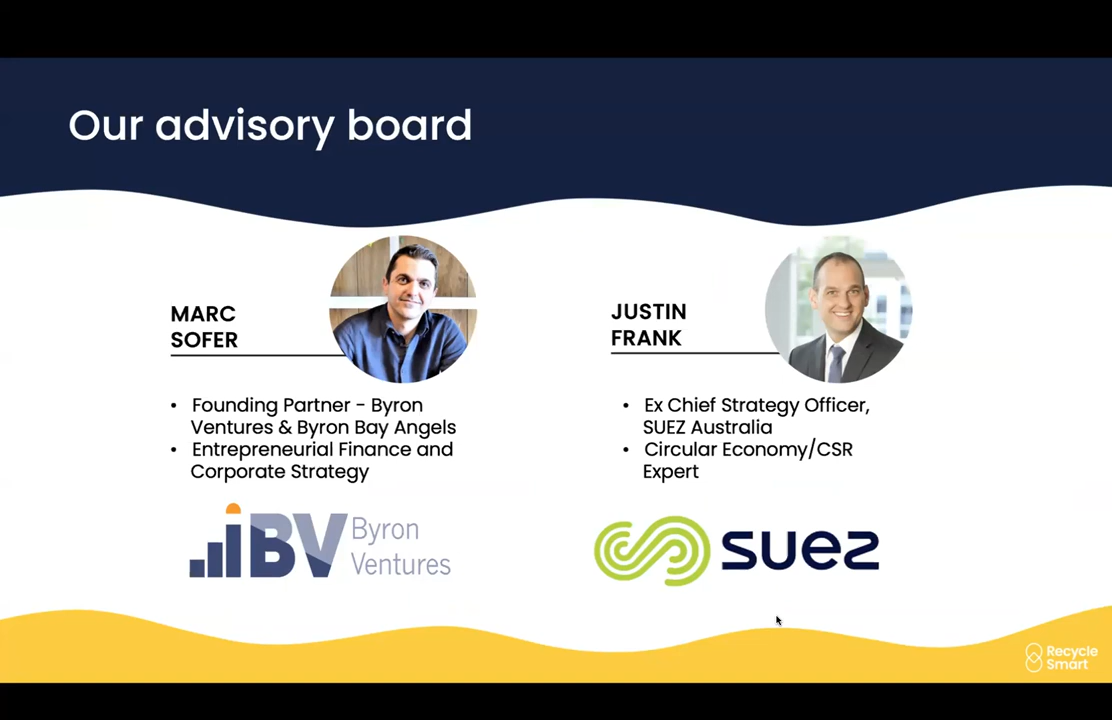 Our advisory board
MARC
SOFER
• Founding Partner - Byron
Ventures & Byron Bay Angels
• Entrepreneurial Finance and
Corporate Strategy
BV Byron
Ventures
JUSTIN
FRANK
• Ex Chief Strategy Officer,
SUEZ Australia
• Circular Economy/CSR
Expert
suez
Recycle
Smart